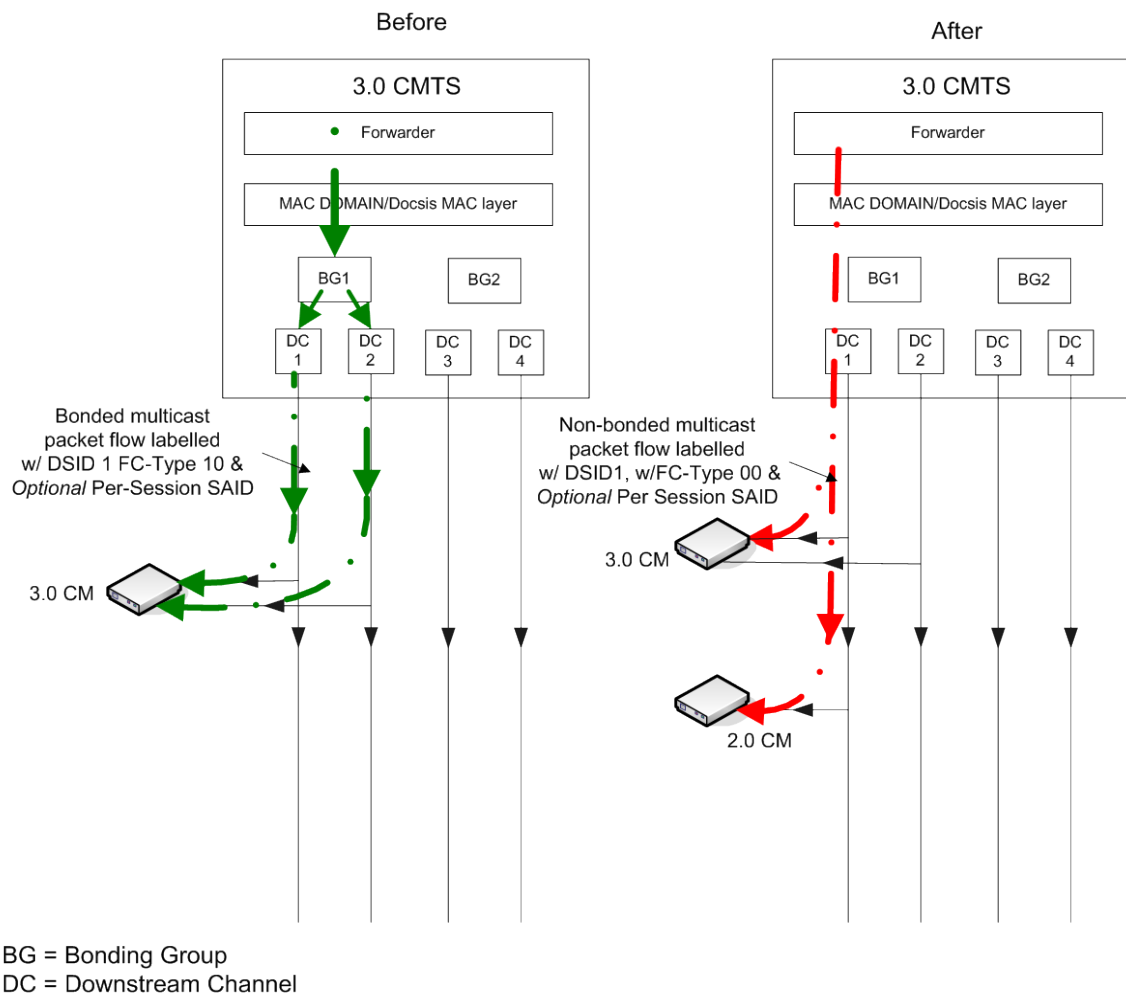 Before
3.0 CMTS
Forwarder
MAC DOMAIN/Docsis MAC layer
BG1
BG2
DC
1
DC
2
DC
3
DC
4
Bonded multicast
packet flow labelled
w/ DSID 1 FC-Type 10 &
Optional Per-Session SAID
3.0 CM
After
3.0 CMTS
Forwarder
MAC DOMAIN/Docsis MAC layer
BG1
BG2
DC
1
DC
2
DC
3
DC
4
Non-bonded multicast
packet flow labelled
w/ DSID1, w/FC-Type 00 &
Optional Per Session SAID
3.0 CM
2.0 CM
BG = Bonding Group
DC = Downstream Channel